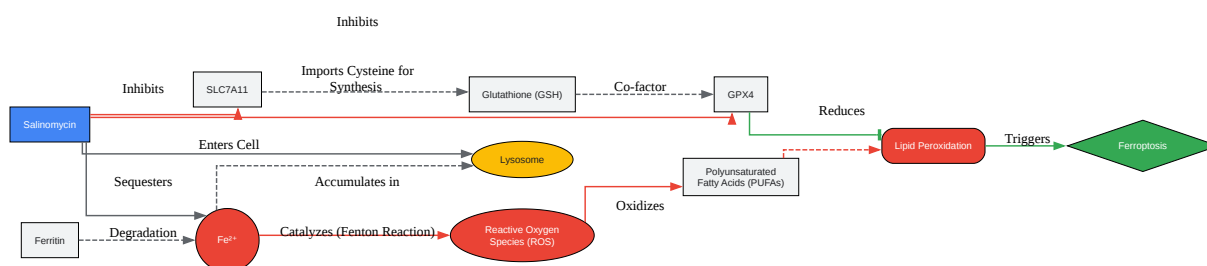 Inhibits
Imports Cysteine for
Synthesis
Inhibits
SLC7A11
Glutathione (GSH)
Co-factor
GPX4
Reduces
Salinomycin
Enters Cell
Lysosome
Lipid Peroxidation
Triggers
Ferroptosis
Sequesters
Accumulates in
Polyunsaturated
Fatty Acids (PUFAs)
Oxidizes
Ferritin
Degradation
Fe²⁺
Catalyzes (Fenton Reaction)
Reactive Oxygen
Species (ROS)